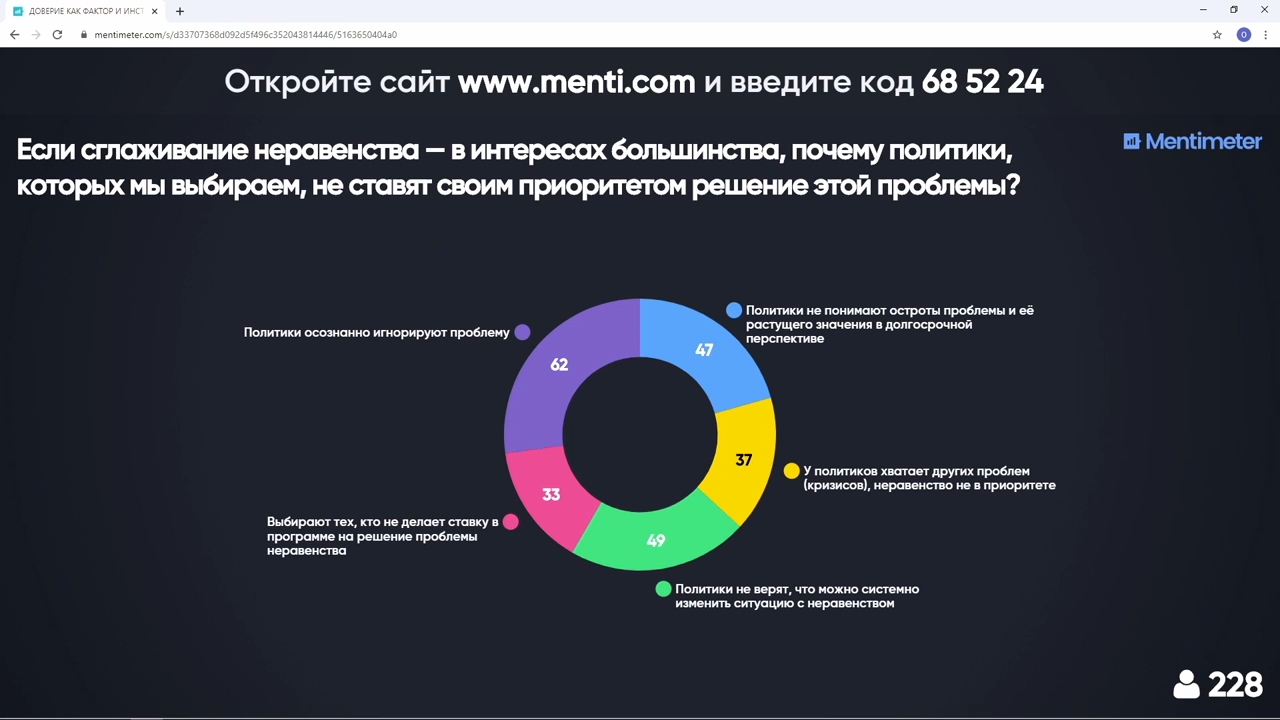 ДОВЕРИЕ КАК ФАКТОР И ИНСТ
mentimeter.com/s/d33707368d092d5f496c352043814446/5163650404a0
O
Откройте сайт www.menti.com и введите код 68 52 24
Если сглаживание неравенства — в интересах большинства, почему политики,
которых мы выбираем, не ставят своим приоритетом решение этой проблемы?
Mentimeter
Политики осознанно игнорируют проблему
62
47
Политики не понимают остроты проблемы и её
растущего значения в долгосрочной
перспективе
37
У политиков хватает других проблем
(кризисов), неравенство не в приоритете
33
Выбирают тех, кто не делает ставку в
программе на решение проблемы
неравенства
49
Политики не верят, что можно системно
изменить ситуацию с неравенством
228